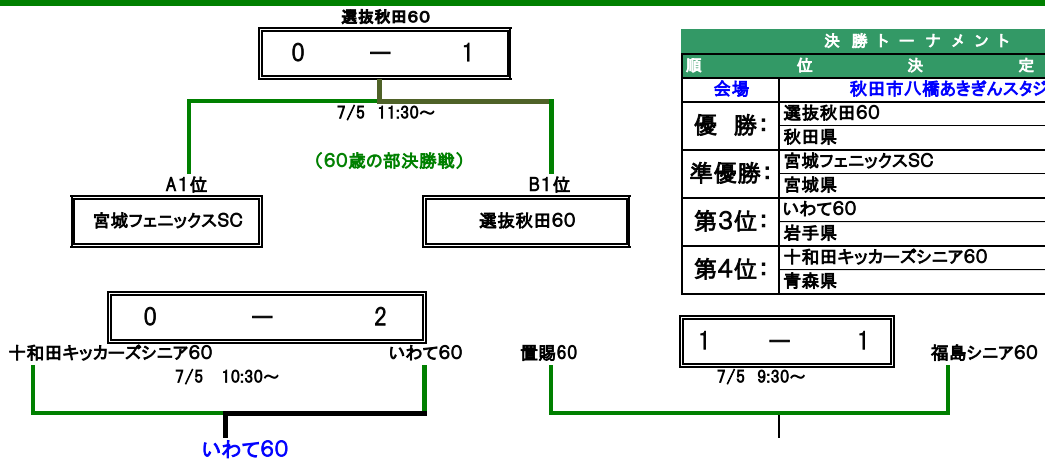 選抜秋田60
0 ー 1
7/5 11:30～
(60歳の部決勝戦)
A1位
B1位
宮城フェニックスSC
選抜秋田60
0 ー 2
十和田キッカーズシニア60
いわて60
7/5 10:30～
いわて60
1 ー 1
置賜60
福島シニア60
7/5 9:30～
決勝トーナメント
順位決定
会場
秋田市八橋あきぎんスタジ
優勝:
選抜秋田60
秋田県
準優勝:
宮城フェニックスSC
宮城県
第3位:
いわて60
岩手県
第4位:
十和田キッカーズシニア60
青森県